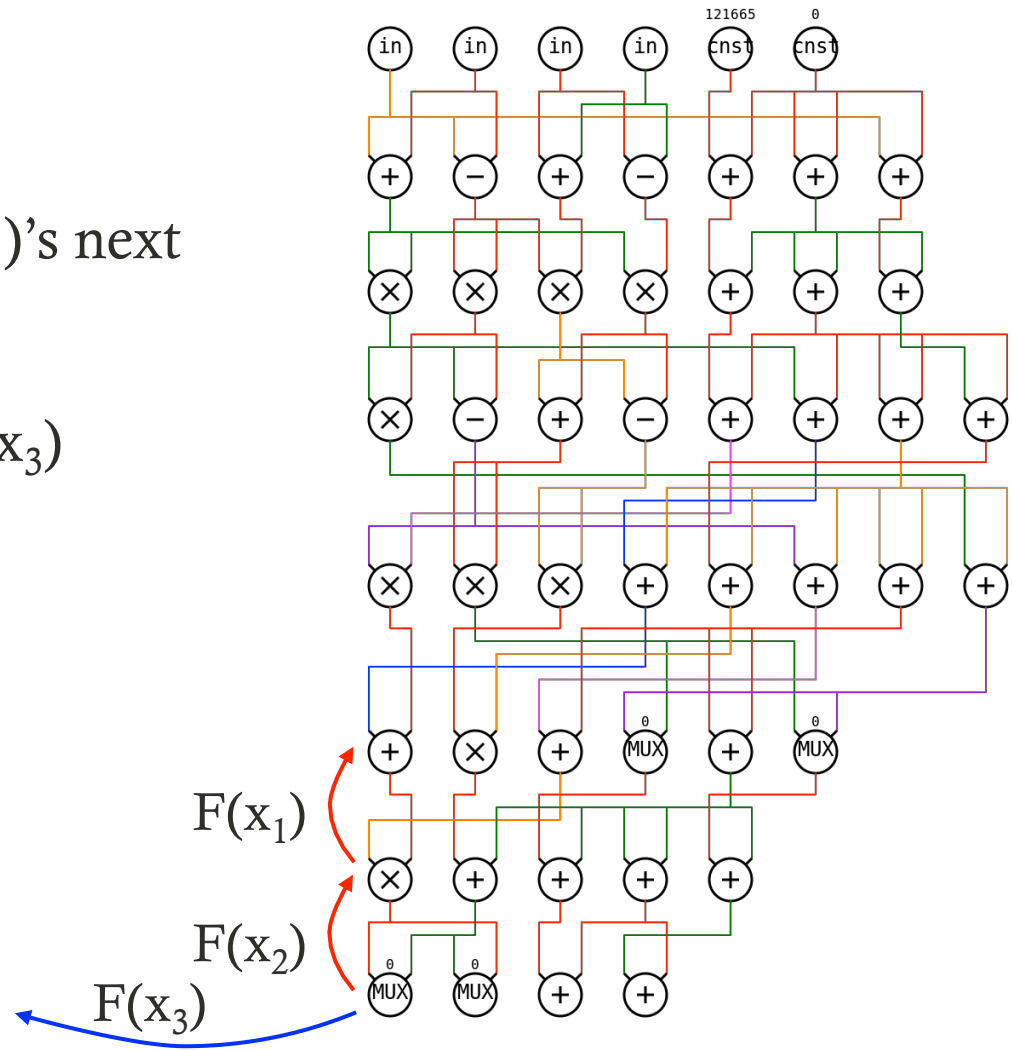 121665 0
in in in in cnst cnst
+ − + − + + +
)’s next
× × × × + + +
x₃)
× − + − + + + +
× × × + + + + +
0 0
+ × + MUX + MUX
F(x₁)
× + + + +
F(x₂)
0 0
MUX MUX + +
F(x₃)